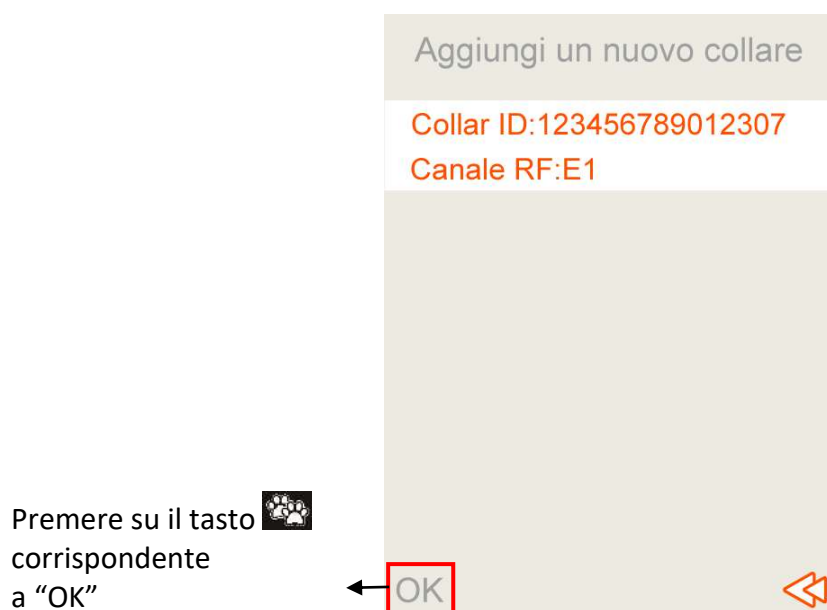 Aggiungi un nuovo collare
Collar ID:123456789012307
Canale RF:E1
Premere su il tasto
corrispondente
a “OK”
OK